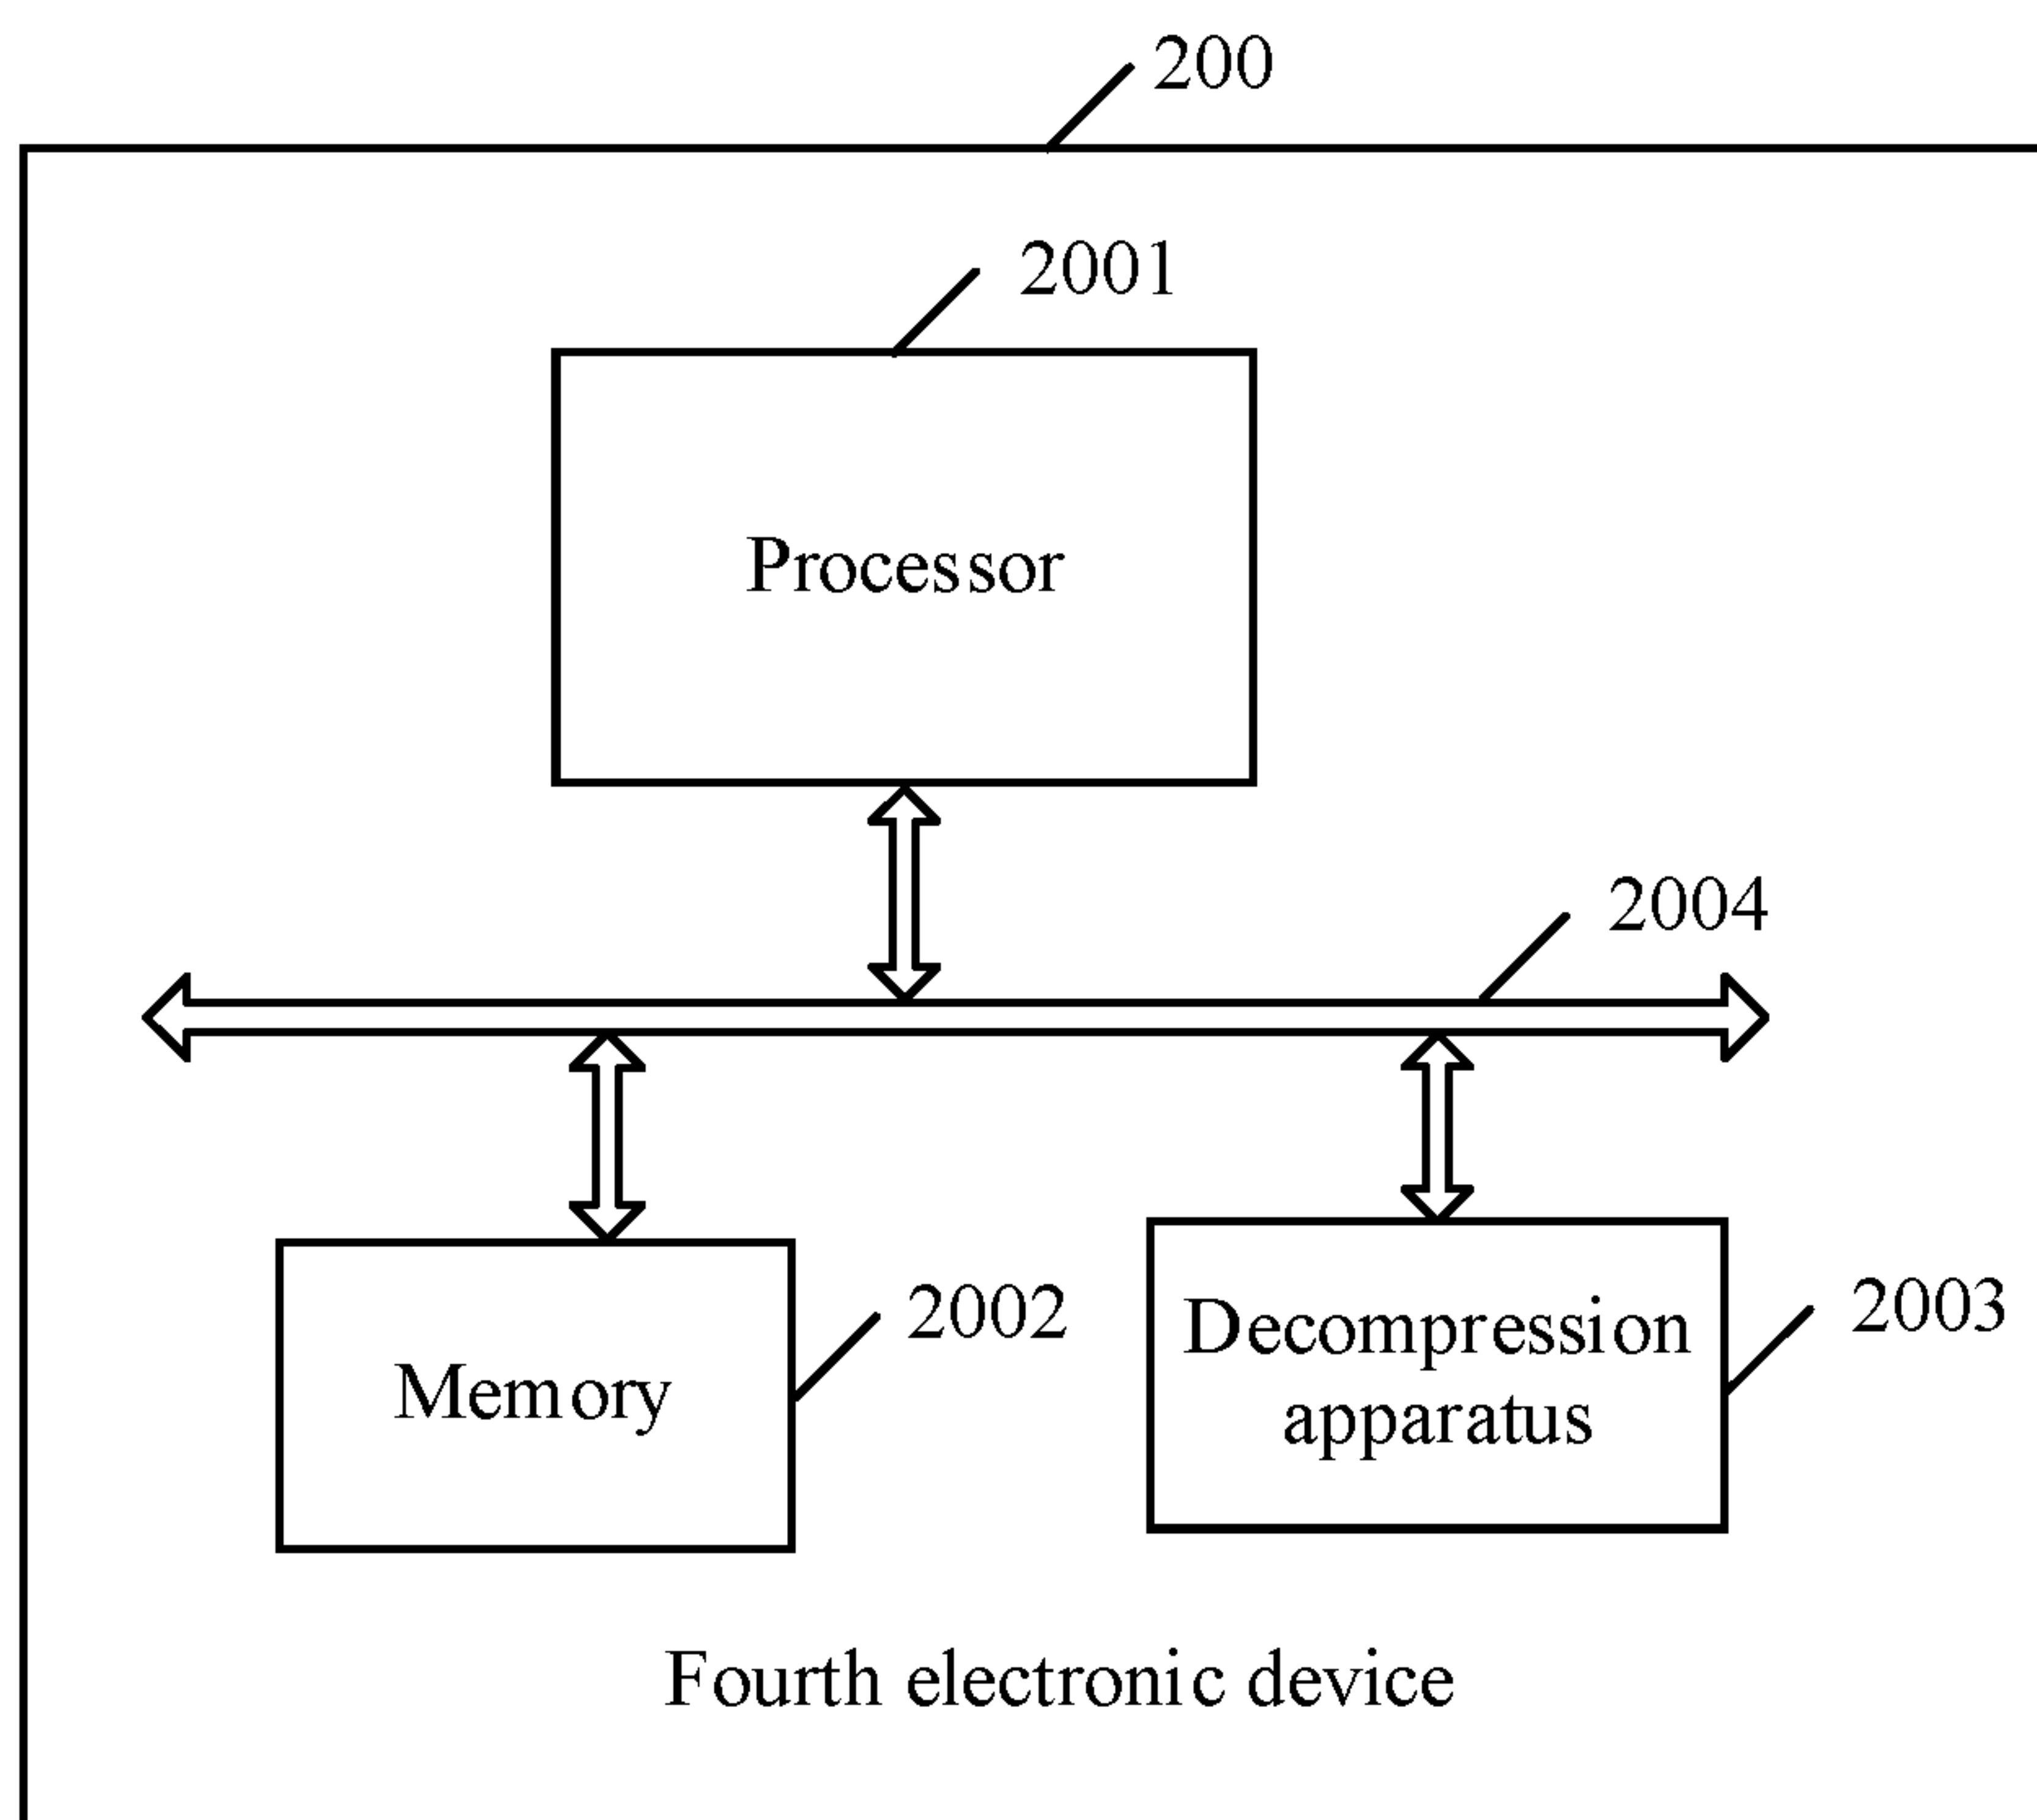 200
2001
Processor
2004
2002
2003
Memory
Decompression
apparatus
Fourth electronic device